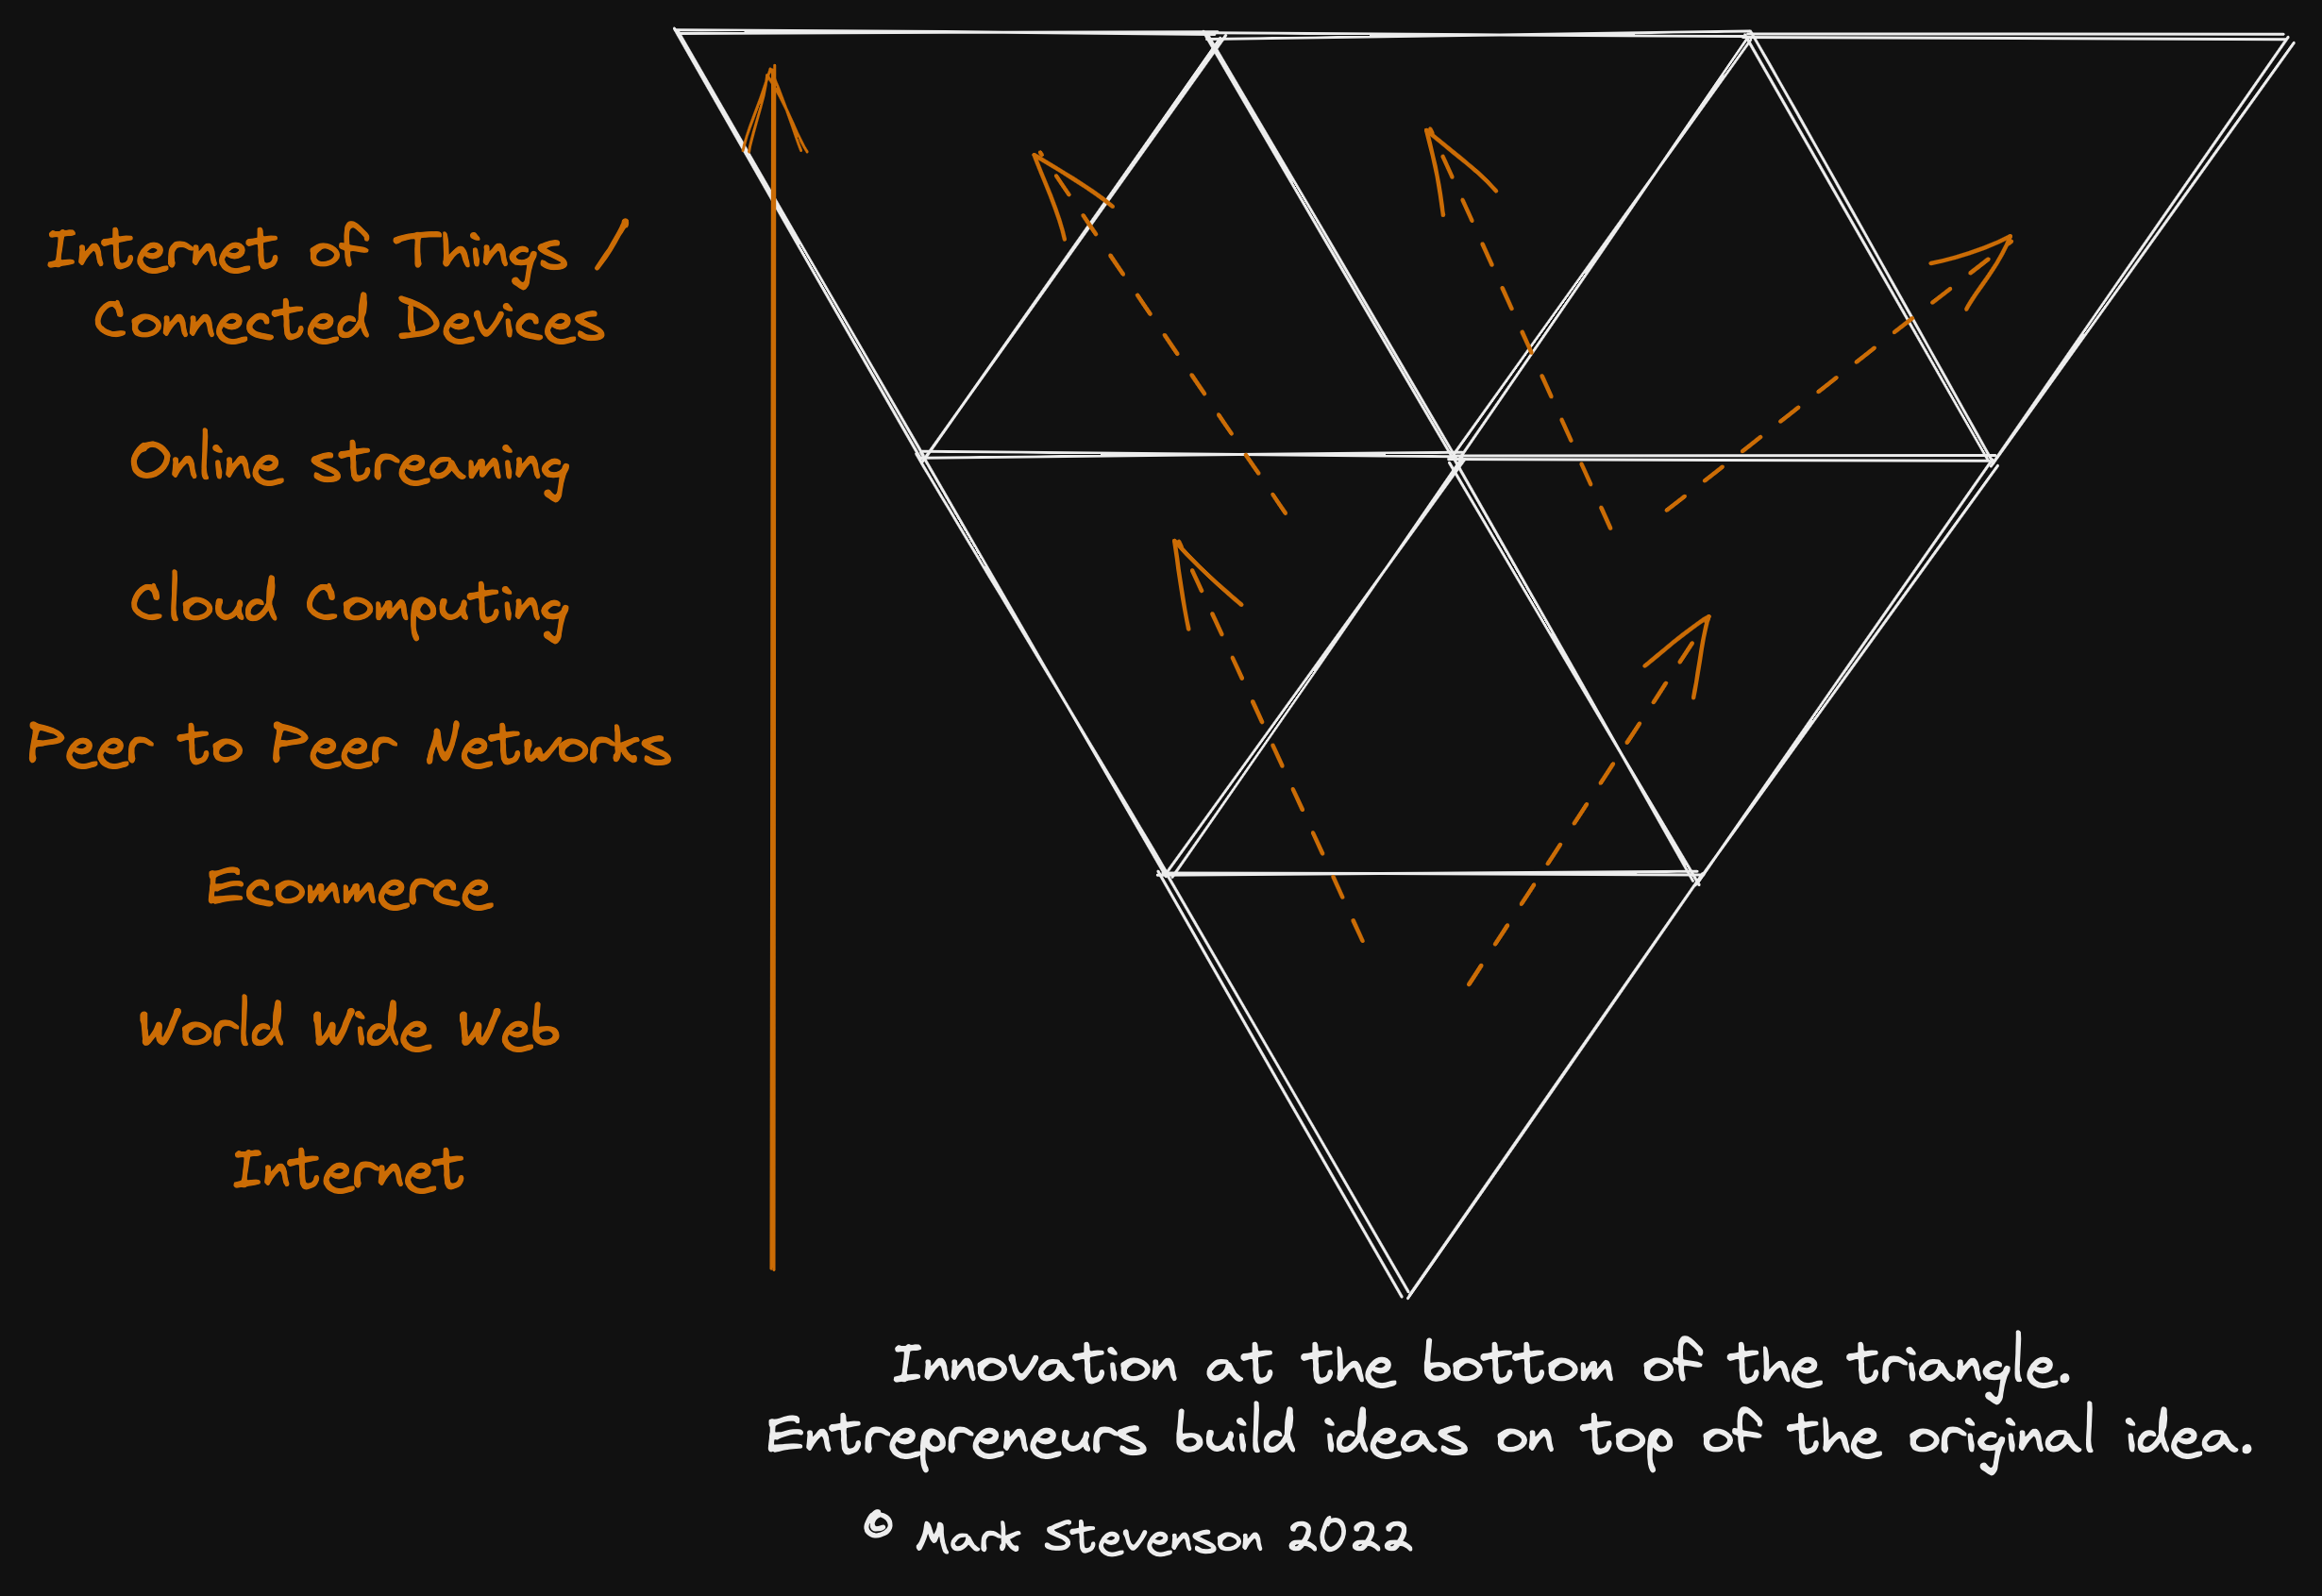 Internet of Things /
Connected Devices
Online streaming
Cloud Computing
Peer to Peer Networks
Ecommerce
World Wide Web
Internet
Innovation at the bottom of the triangle.
Entrepreneurs build ideas on top of the original idea.
© Mark Stevenson 2022